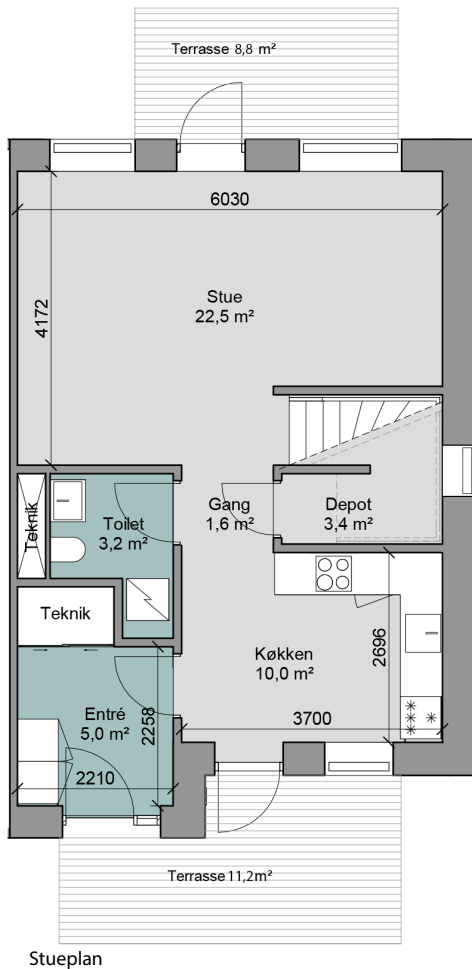 Terrasse 8,8 m²
6030
4172
Stue
22,5 m²
Teknik
Toilet
3,2 m²
Gang
1,6 m²
Depot
3,4 m²
Teknik
Køkken
10,0 m²
2696
Entré
5,0 m²
2258
3700
2210
Terrasse 11,2m²
Stueplan